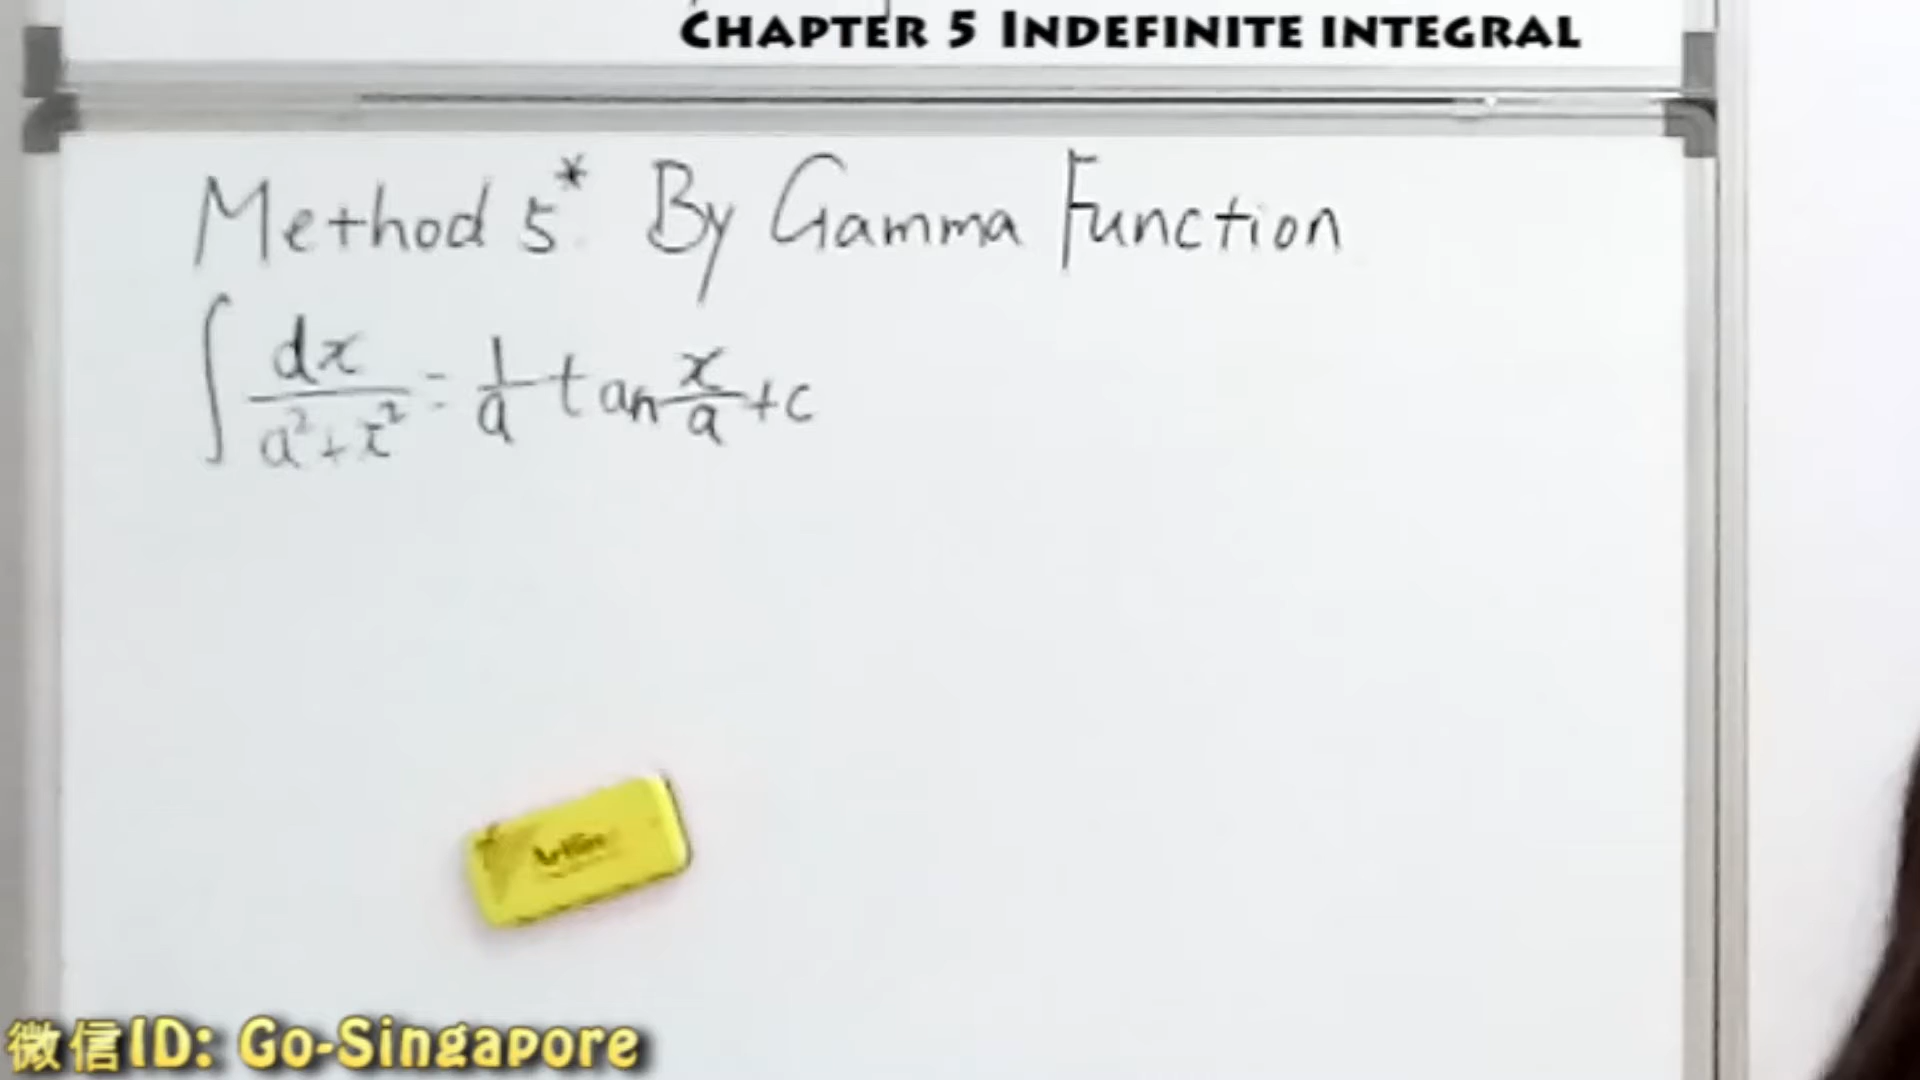 CHAPTER 5 INDEFINITE INTEGRAL
Method 5* By Gamma Function
∫ dx/(a²+x²) = 1/a tan x/a + c
Artline
微信ID: Go-Singapore